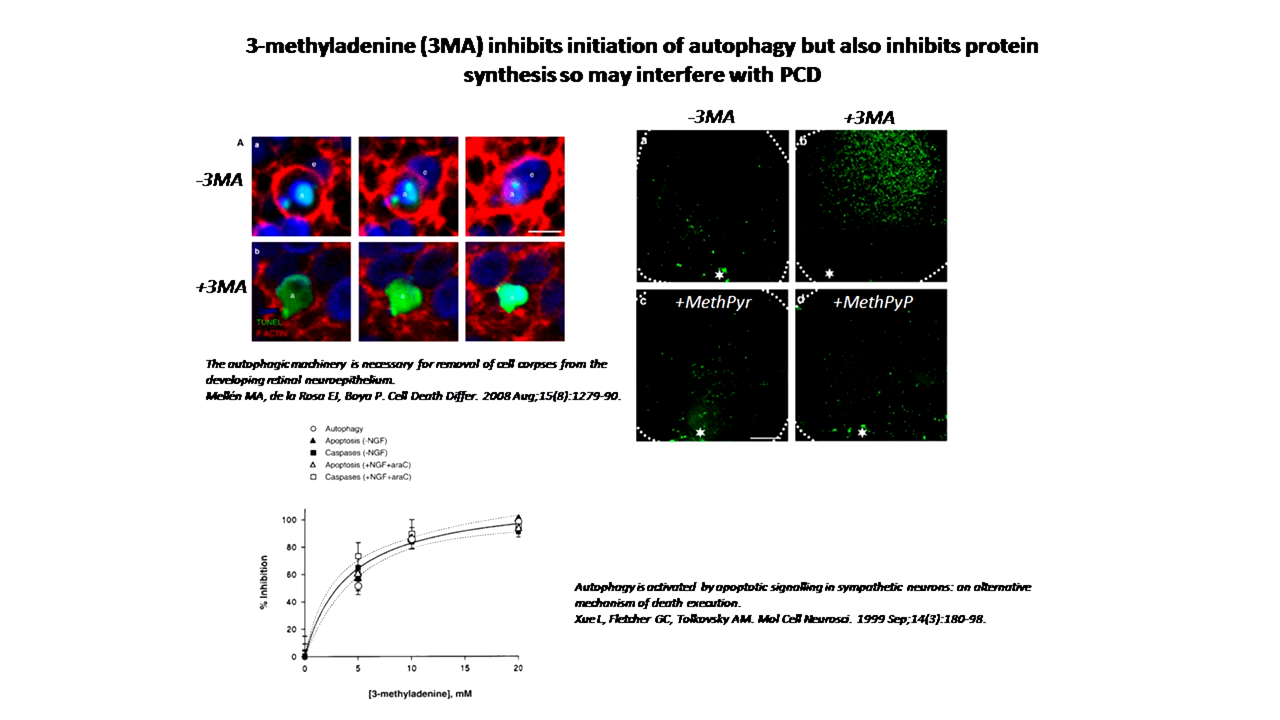 3-methyladenine (3MA) inhibits initiation of autophagy but also inhibits protein
synthesis so may interfere with PCD
-3MA
+3MA
A
a
e
a
e
a
e
a
-3MA
b
a
a
a
+3MA
TUNEL
F-ACTIN
a
b
c
+MethPyr
d
+MethPyP
The autophagic machinery is necessary for removal of cell corpses from the
developing retinal neuroepithelium.
Mellén MA, de la Rosa EJ, Boya P. Cell Death Differ. 2008 Aug;15(8):1279-90.
Autophagy
Apoptosis (-NGF)
Caspases (-NGF)
Apoptosis (+NGF+araC)
Caspases (+NGF+araC)
% Inhibition
100
80
60
40
20
0
0 5 10 15 20
[3-methyladenine], mM
Autophagy is activated by apoptotic signalling in sympathetic neurons: an alternative
mechanism of death execution.
Xue L, Fletcher GC, Tolkovsky AM. Mol Cell Neurosci. 1999 Sep;14(3):180-98.